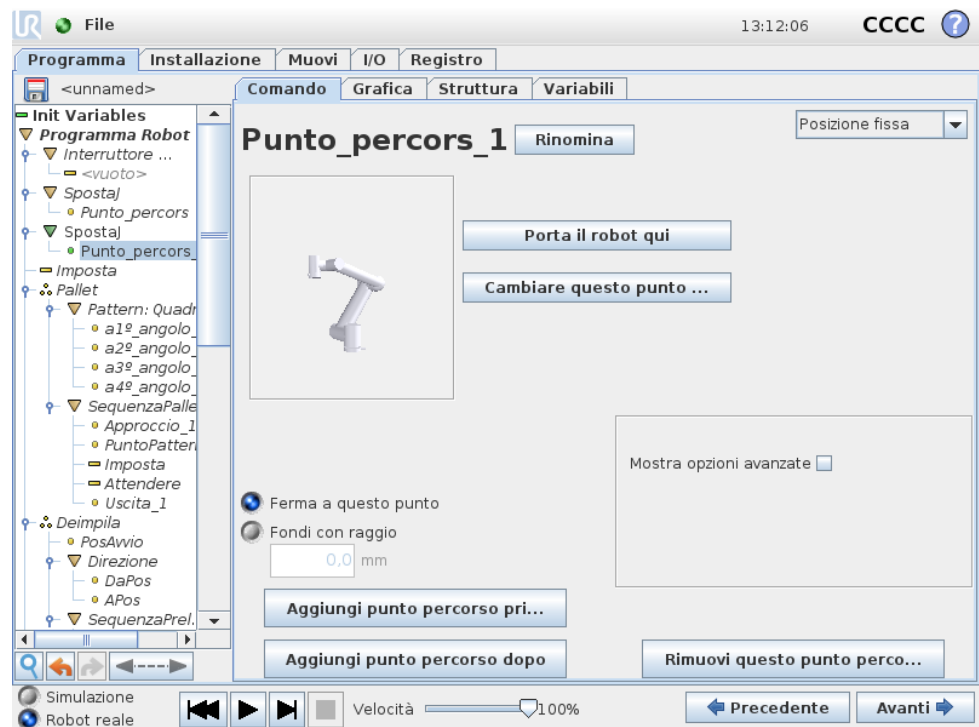 File 13:12:06 CCCC ?
Programma Installazione Muovi I/O Registro
<unnamed>
Comando Grafica Struttura Variabili
Init Variables
Programma Robot
Interruttore ...
<vuoto>
SpostaJ
Punto_percors
SpostaJ
Punto_percors_
Imposta
Pallet
Pattern: Quadr
a1º_angolo_
a2º_angolo_
a3º_angolo_
a4º_angolo_
SequenzaPalle
Approccio_1
PuntoPatter
Imposta
Attendere
Uscita_1
Deimpila
PosAvvio
Direzione
DaPos
APos
SequenzaPrel.
Punto_percors_1 Rinomina
Posizione fissa
Porta il robot qui
Cambiare questo punto ...
Mostra opzioni avanzate
Ferma a questo punto
Fondi con raggio
0,0 mm
Aggiungi punto percorso pri...
Aggiungi punto percorso dopo
Rimuovi questo punto perco...
Simulazione
Robot reale
Velocità 100%
Precedente Avanti